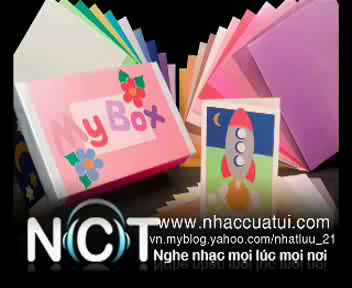 My Box
NCT
www.nhaccuatui.com
vn.myblog.yahoo.com/nhatluu_21
Nghe nhạc mọi lúc mọi nơi